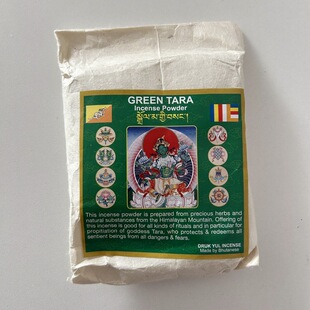 GREEN TARA
Incense Powder
སྒྲོལ་མ་གྲི་བསང་།
This incense powder is prepared from precious herbs and
natural substances from the Himalayan Mountain. Offering of
this incense is good for all kinds of rituals and in particular for
propitiation of goddess Tara, who protects & redeems all
sentient beings from all dangers & fears.
DRUK YUL INCENSE
Made by Bhutanese